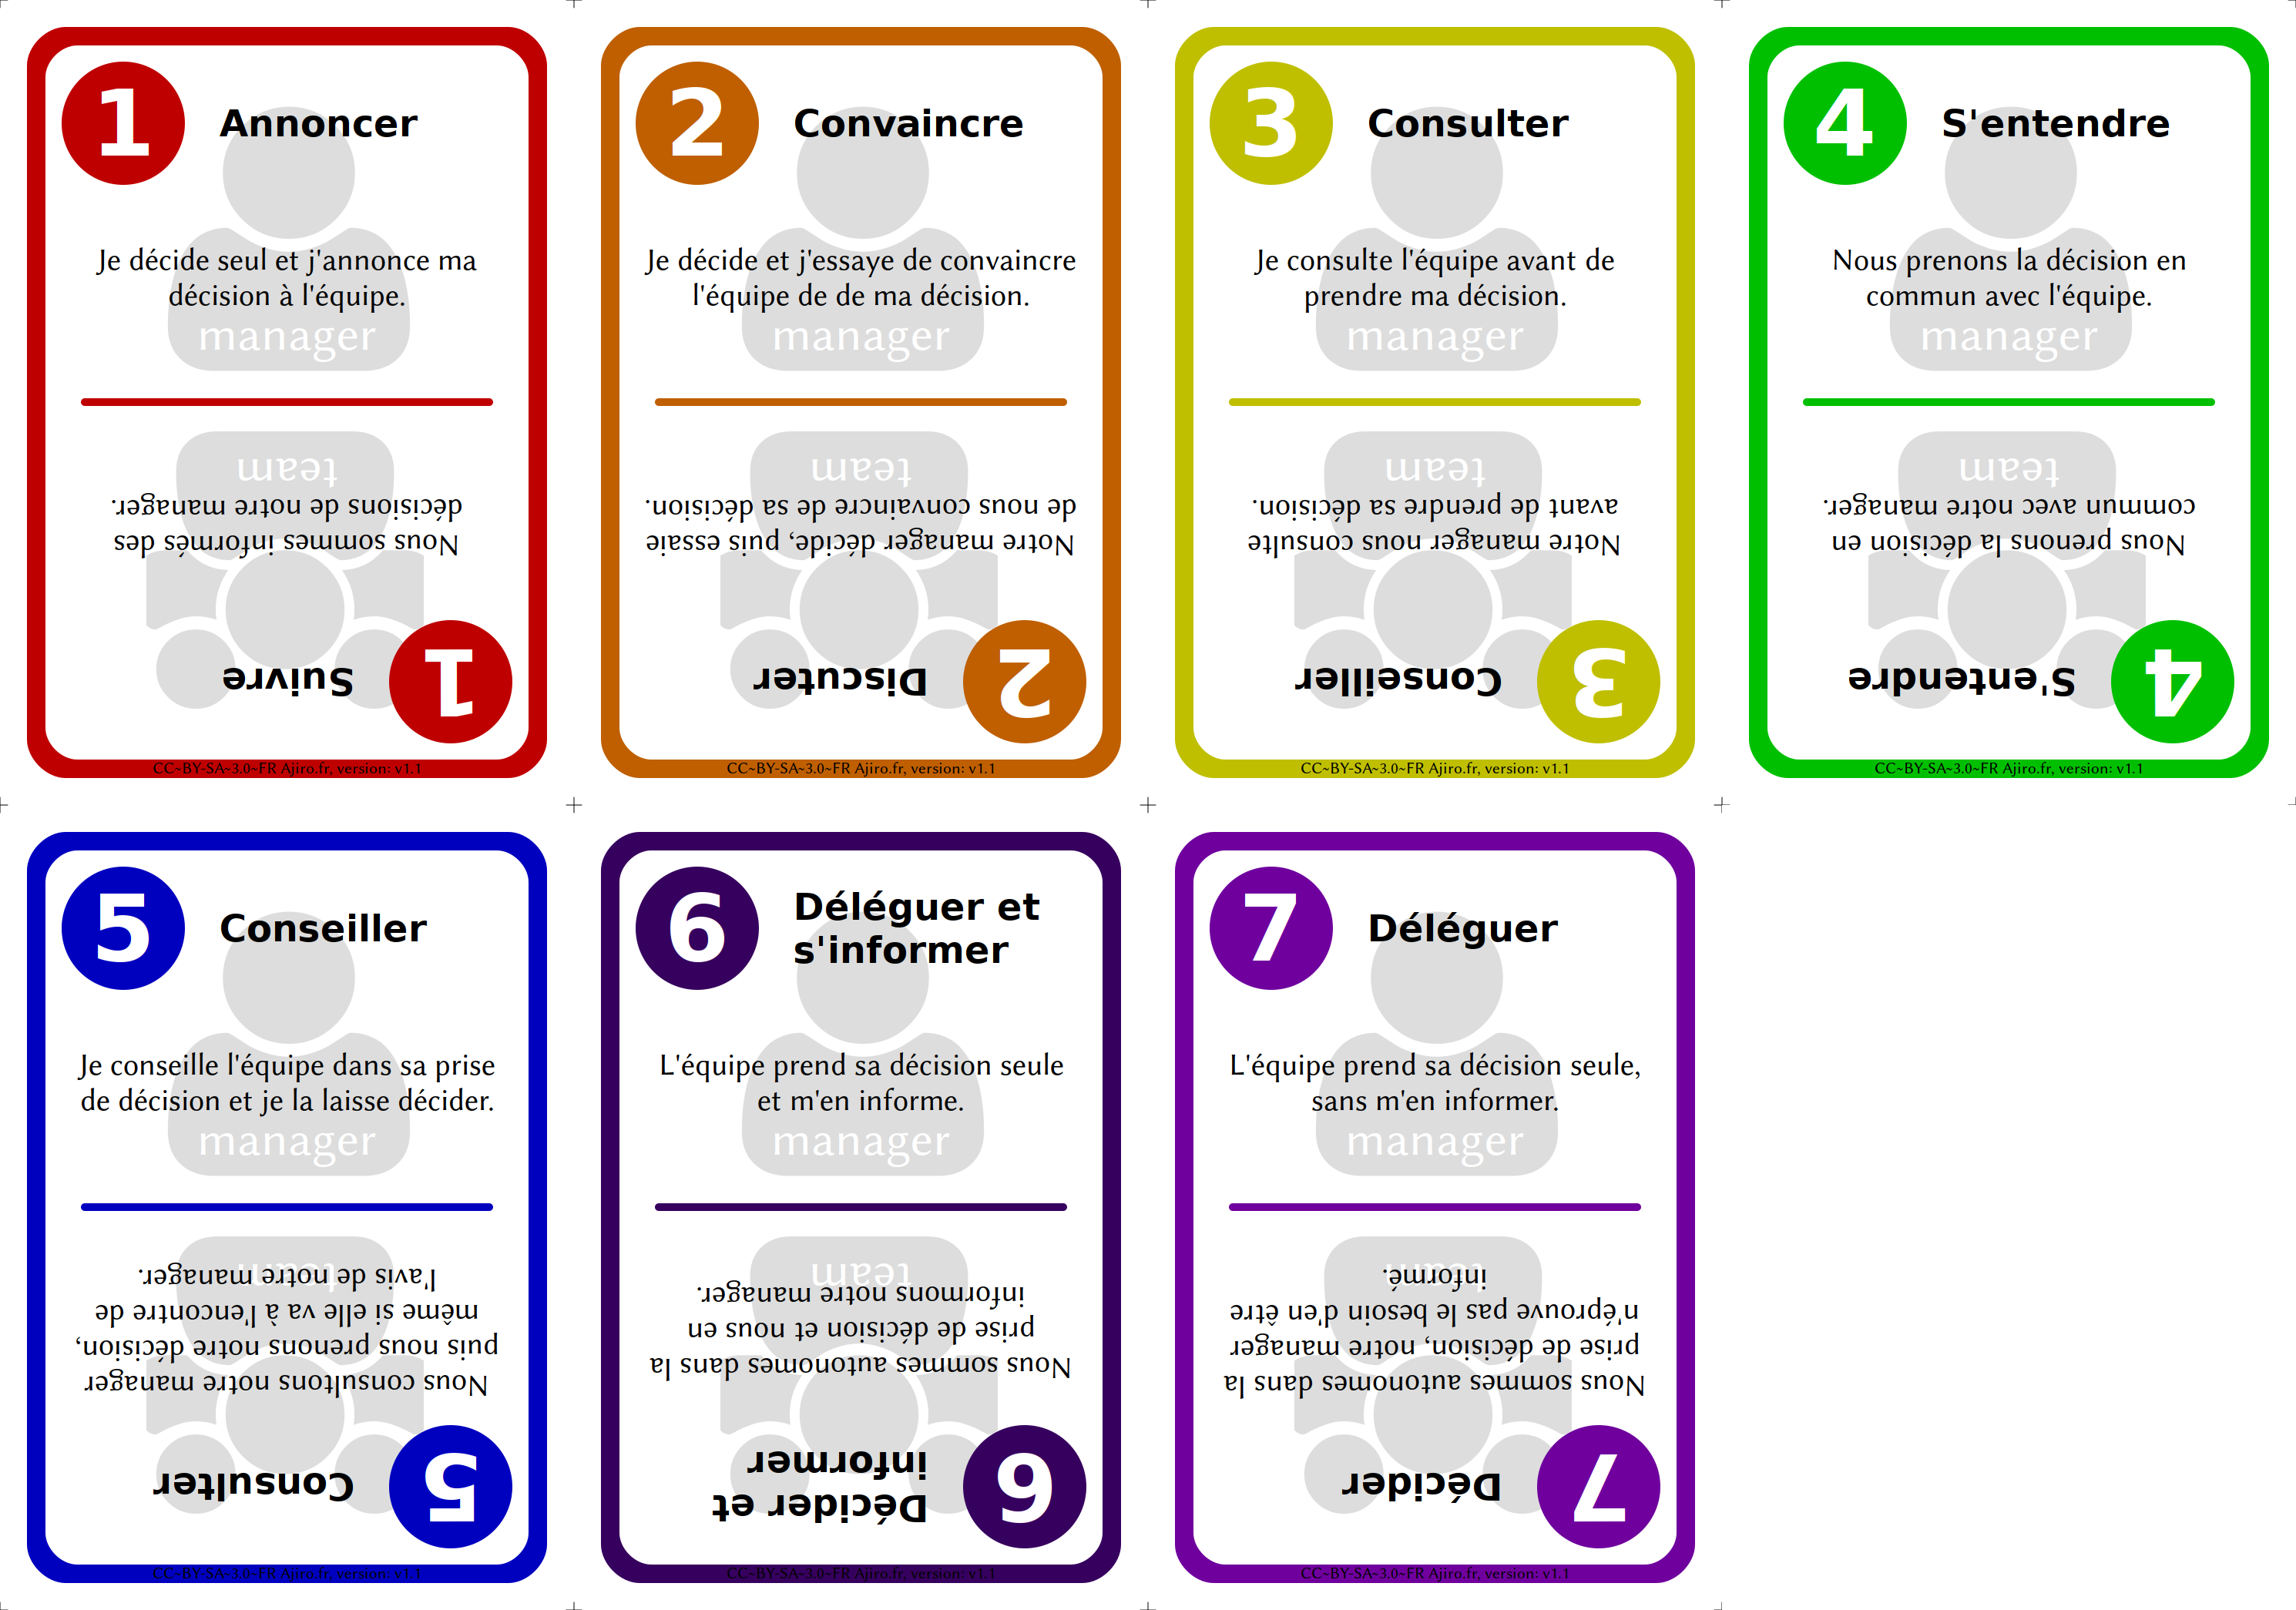 1
Annoncer
Je décide seul et j'annonce ma
décision à l'équipe.
manager
1
Suivre
Nous sommes informés des
décisions de notre manager.
team
CC~BY-SA~3.0~FR Ajiro.fr, version: v1.1
2
Convaincre
Je décide et j'essaye de convaincre
l'équipe de de ma décision.
manager
2
Discuter
Notre manager décide, puis essaie
de nous convaincre de sa décision.
team
CC~BY-SA~3.0~FR Ajiro.fr, version: v1.1
3
Consulter
Je consulte l'équipe avant de
prendre ma décision.
manager
3
Conseiller
Notre manager nous consulte
avant de prendre sa décision.
team
CC~BY-SA~3.0~FR Ajiro.fr, version: v1.1
4
S'entendre
Nous prenons la décision en
commun avec l'équipe.
manager
4
S'entendre
Nous prenons la décision en
commun avec notre manager.
team
CC~BY-SA~3.0~FR Ajiro.fr, version: v1.1
5
Conseiller
Je conseille l'équipe dans sa prise
de décision et je la laisse décider.
manager
5
Consulter
Nous consultons notre manager
puis nous prenons notre décision,
même si elle va à l'encontre de
l'avis de notre manager.
team
CC~BY-SA~3.0~FR Ajiro.fr, version: v1.1
6
Déléguer et
s'informer
L'équipe prend sa décision seule
et m'en informe.
manager
6
Décider et
informer
Nous sommes autonomes dans la
prise de décision et nous en
informons notre manager.
team
CC~BY-SA~3.0~FR Ajiro.fr, version: v1.1
7
Déléguer
L'équipe prend sa décision seule,
sans m'en informer.
manager
7
Décider
Nous sommes autonomes dans la
prise de décision, notre manager
n'éprouve pas le besoin d'en être
informé.
team
CC~BY-SA~3.0~FR Ajiro.fr, version: v1.1